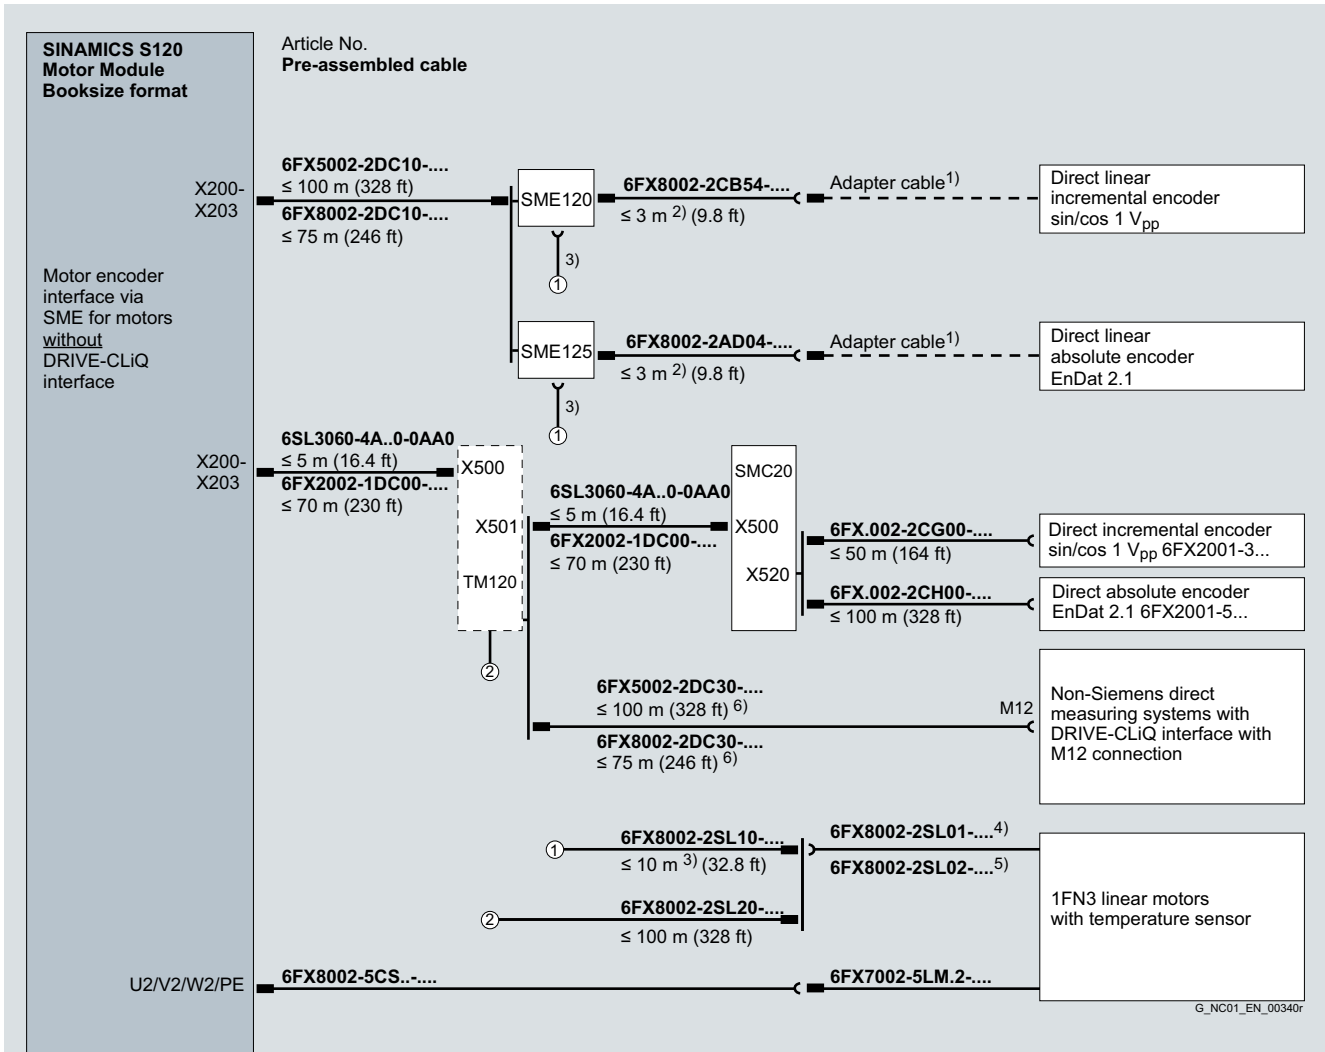 SINAMICS S120
Motor Module
Booksize format
Article No.
Pre-assembled cable
X200-
X203
6FX5002-2DC10-....
≤ 100 m (328 ft)
6FX8002-2DC10-....
≤ 75 m (246 ft)
SME120
6FX8002-2CB54-....
≤ 3 m 2) (9.8 ft)
Adapter cable1)
Direct linear
incremental encoder
sin/cos 1 Vpp
3)
1
Motor encoder
interface via
SME for motors
without
DRIVE-CLiQ
interface
SME125
6FX8002-2AD04-....
≤ 3 m 2) (9.8 ft)
Adapter cable1)
Direct linear
absolute encoder
EnDat 2.1
3)
1
X200-
X203
6SL3060-4A..0-0AA0
≤ 5 m (16.4 ft)
6FX2002-1DC00-....
≤ 70 m (230 ft)
X500
X501
TM120
2
6SL3060-4A..0-0AA0
≤ 5 m (16.4 ft)
6FX2002-1DC00-....
≤ 70 m (230 ft)
SMC20
X500
X520
6FX.002-2CG00-....
≤ 50 m (164 ft)
Direct incremental encoder
sin/cos 1 Vpp 6FX2001-3...
6FX.002-2CH00-....
≤ 100 m (328 ft)
Direct absolute encoder
EnDat 2.1 6FX2001-5...
6FX5002-2DC30-....
≤ 100 m (328 ft) 6)
6FX8002-2DC30-....
≤ 75 m (246 ft) 6)
M12
Non-Siemens direct
measuring systems with
DRIVE-CLiQ interface with
M12 connection
1
6FX8002-2SL10-....
≤ 10 m 3) (32.8 ft)
6FX8002-2SL01-....4)
6FX8002-2SL02-....5)
2
6FX8002-2SL20-....
≤ 100 m (328 ft)
1FN3 linear motors
with temperature sensor
U2/V2/W2/PE
6FX8002-5CS..-....
6FX7002-5LM.2-....
G_NC01_EN_00340r